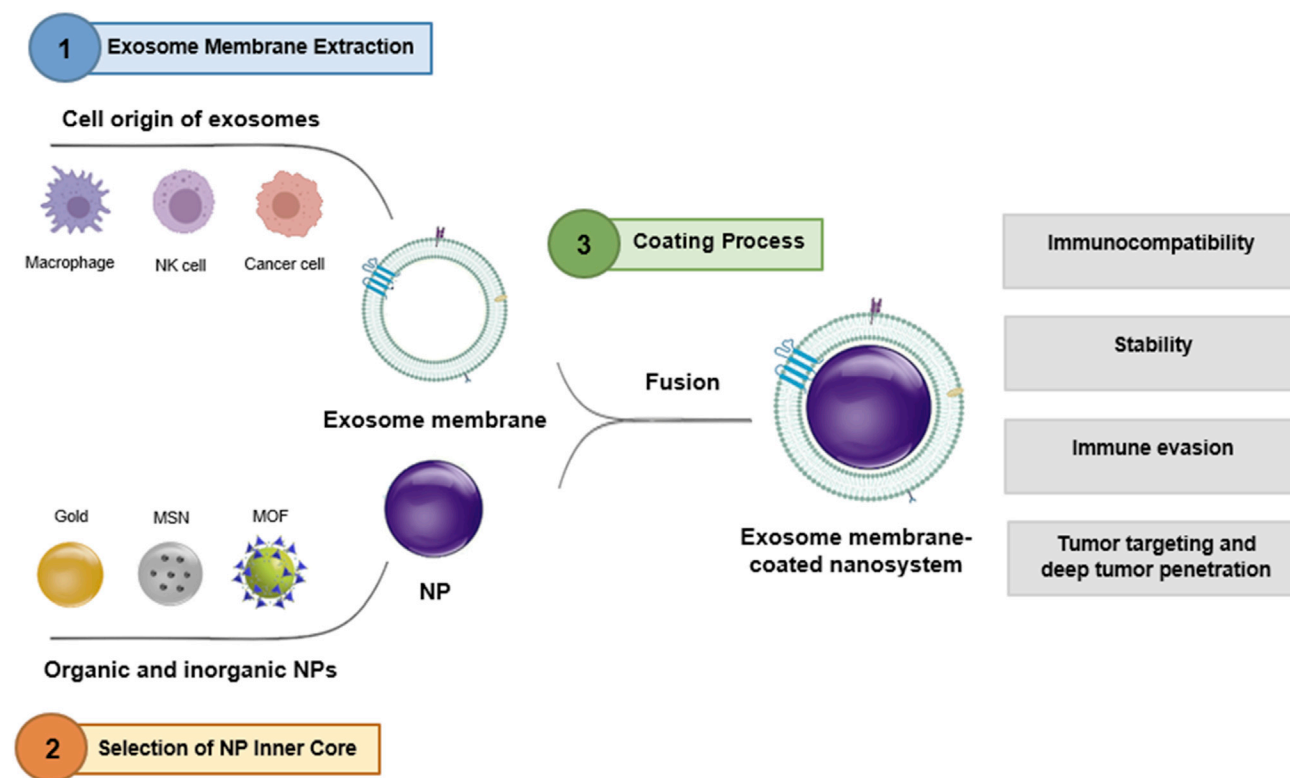 1
Exosome Membrane Extraction
Cell origin of exosomes
Macrophage
NK cell
Cancer cell
Exosome membrane
Gold
MSN
MOF
NP
Organic and inorganic NPs
2
Selection of NP Inner Core
3
Coating Process
Fusion
Exosome membrane-
coated nanosystem
Immunocompatibility
Stability
Immune evasion
Tumor targeting and
deep tumor penetration